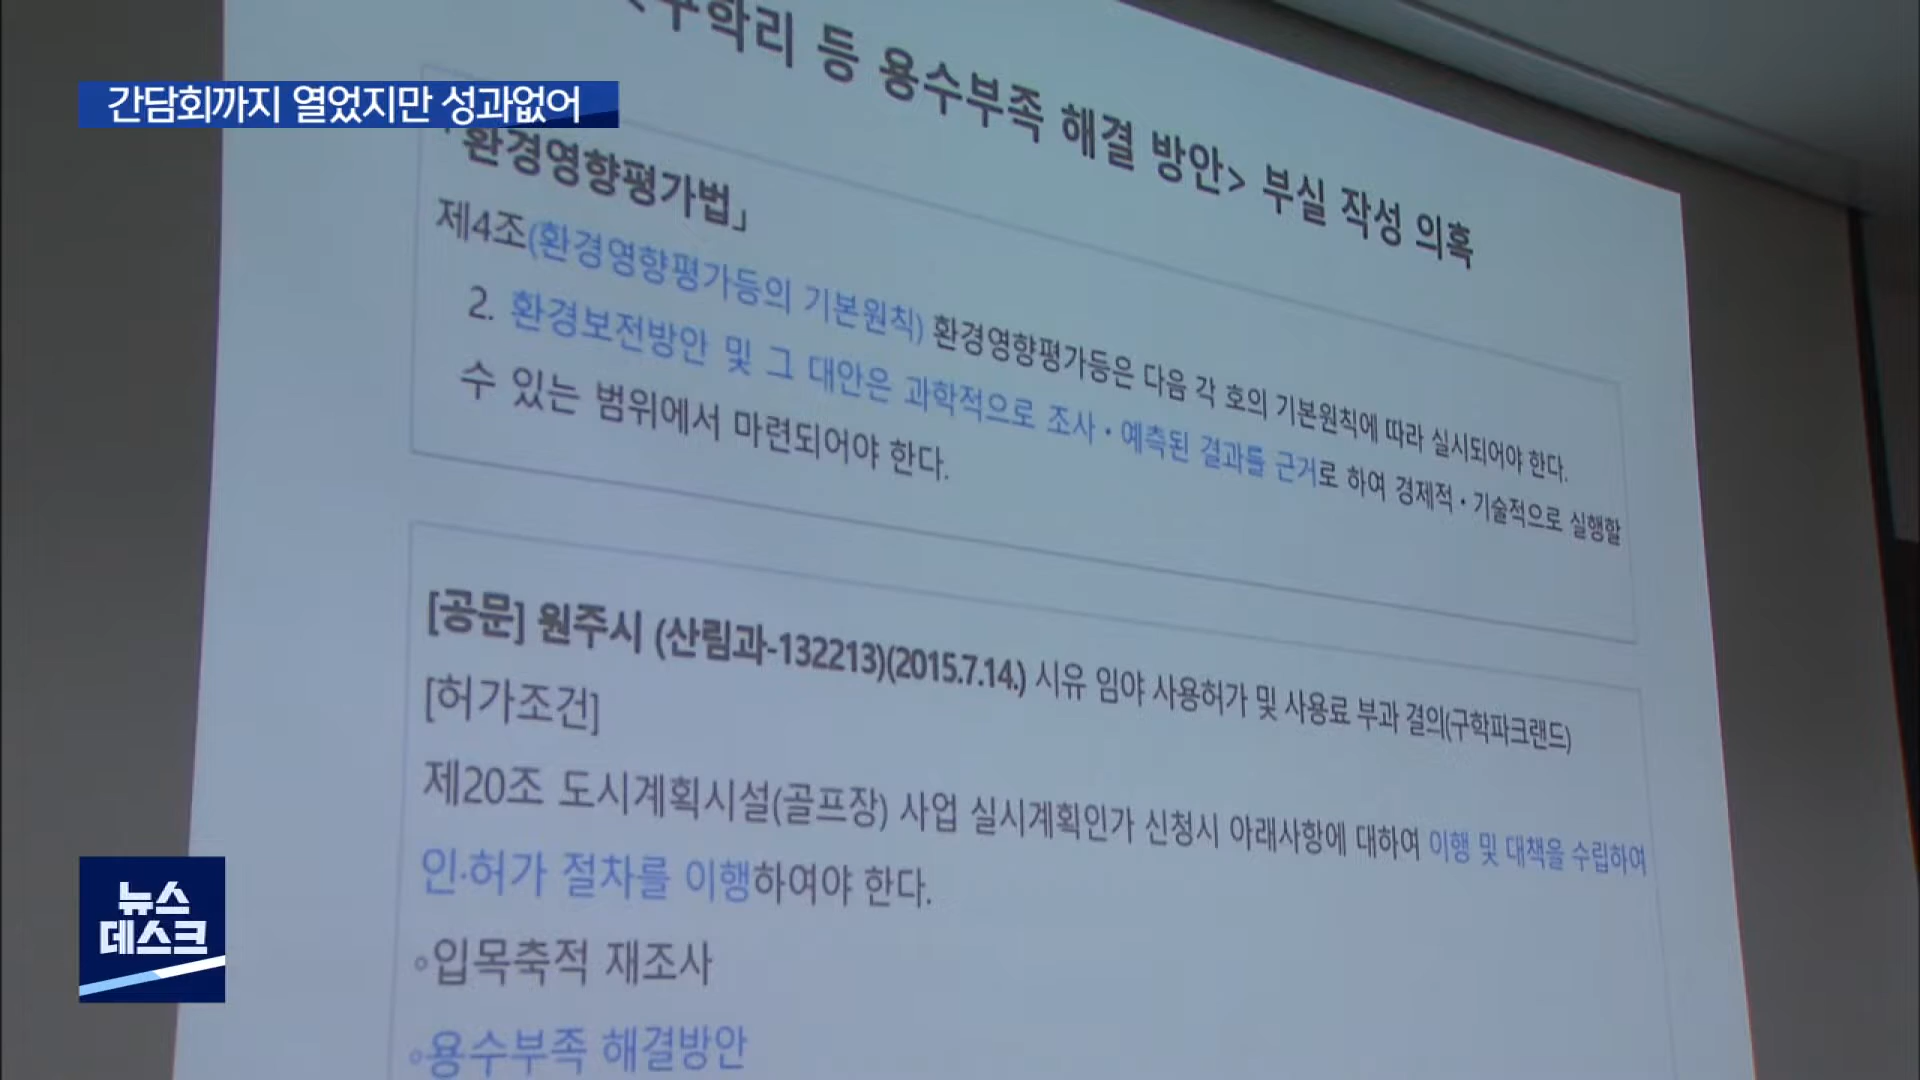 간담회까지 열었지만 성과없어
<구학리 등 용수부족 해결 방안> 부실 작성 의혹
「환경영향평가법」
제4조(환경영향평가등의 기본원칙) 환경영향평가등은 다음 각 호의 기본원칙에 따라 실시되어야 한다.
2. 환경보전방안 및 그 대안은 과학적으로 조사·예측된 결과를 근거로 하여 경제적·기술적으로 실행할
수 있는 범위에서 마련되어야 한다.
[공문] 원주시 (산림과-132213)(2015.7.14.) 시유 임야 사용허가 및 사용료 부과 결의(구학파크랜드)
[허가조건]
제20조 도시계획시설(골프장) 사업 실시계획인가 신청시 아래사항에 대하여 이행 및 대책을 수립하여
인·허가 절차를 이행하여야 한다.
◦입목축적 재조사
◦용수부족 해결방안
뉴스
데스크